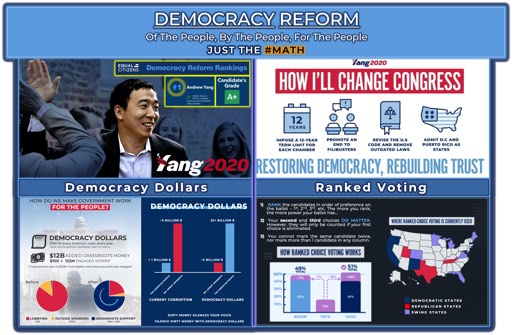 DEMOCRACY REFORM
Of The People, By The People, For The People
JUST THE #MATH
EQUAL CITIZENS
Democracy Reform Rankings
#1
Andrew Yang
Candidate's Grade
A+
Yang2020
Yang2020
HOW I'LL CHANGE CONGRESS
12
YEARS
IMPOSE A 12-YEAR
TERM LIMIT FOR
EACH CHAMBER
PROMOTE AN
END TO
FILIBUSTERS
REVISE THE U.S
CODE AND REMOVE
OUTDATED LAWS
ADMIT D.C AND
PUERTO RICO AS
STATES
RESTORING DEMOCRACY, REBUILDING TRUST
Democracy Dollars
Ranked Voting
HOW DO WE MAKE GOVERNMENT WORK
FOR THE PEOPLE?
DEMOCRACY DOLLARS
$12B ADDED GRASSROOTS MONEY
Before
After
LOBBYING
OUTSIDE SPENDING
GRASSROOTS SUPPORT
DEMOCRACY DOLLARS
CURRENT CORRUPTION
DEMOCRACY DOLLARS
DIRTY MONEY SILENCES YOUR VOICE
SILENCE DIRTY MONEY WITH DEMOCRACY DOLLARS
1) RANK the candidates in order of preference on
the ballot – 1st, 2nd, 3rd, etc. The more you rank,
the more power your ballot has..
2) Your second and third choices DO MATTER.
However, they will only be counted if your first
choice is eliminated.
3) You cannot mark the same candidate twice,
nor mark more than 1 candidate in any column.
HOW RANKED CHOICE VOTING WORKS
WHERE RANKED CHOICE VOTING IS CURRENTLY USED
DEMOCRATIC STATES
REPUBLICAN STATES
SWING STATES